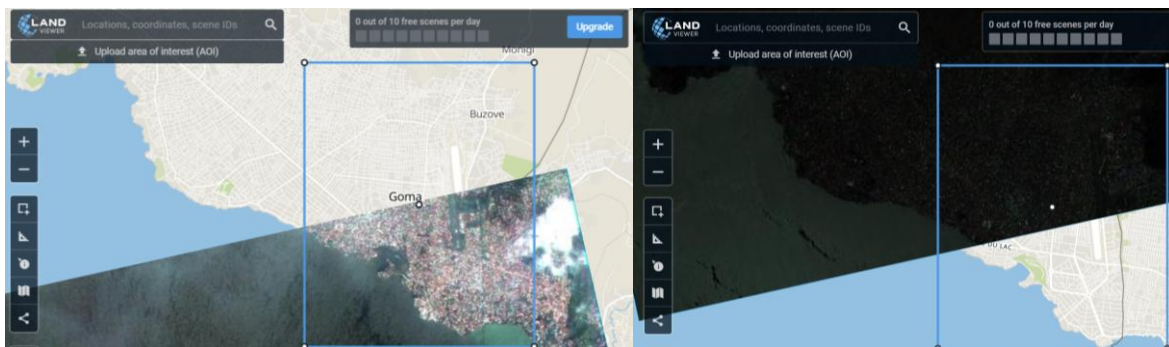 LAND
VIEWER
Locations, coordinates, scene IDs
0 out of 10 free scenes per day
Upgrade
Upload area of interest (AOI)
Buzove
Goma
LAND
VIEWER
Locations, coordinates, scene IDs
0 out of 10 free scenes per day
Upload area of interest (AOI)
DU LAC